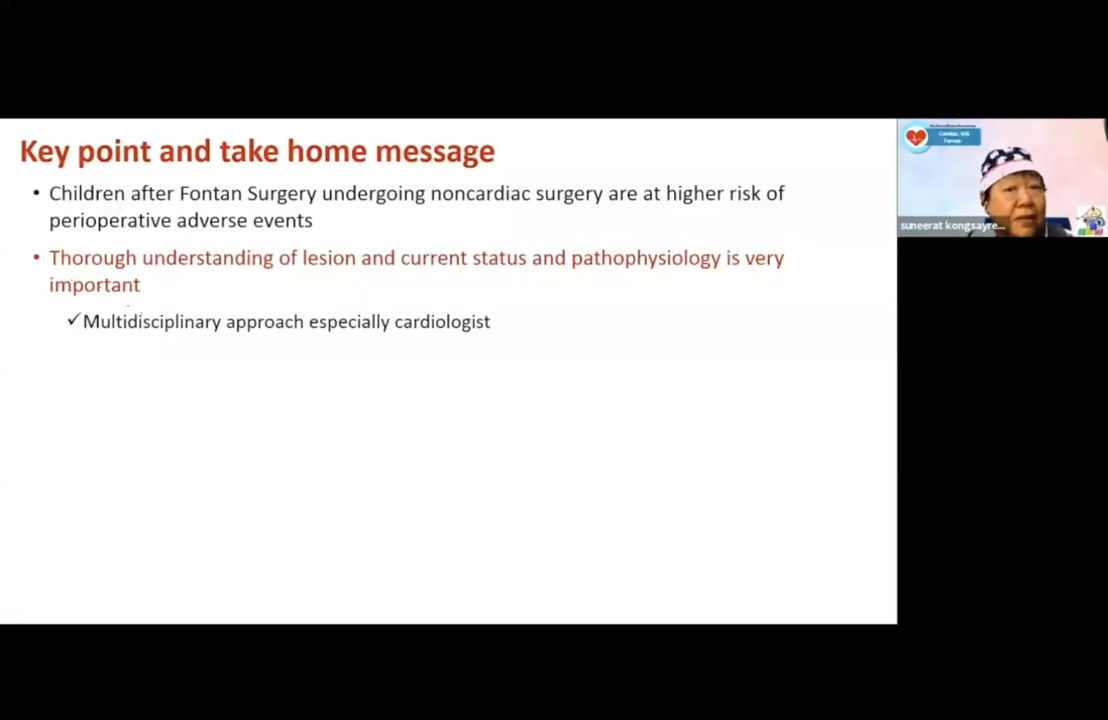 Key point and take home message
• Children after Fontan Surgery undergoing noncardiac surgery are at higher risk of
perioperative adverse events
• Thorough understanding of lesion and current status and pathophysiology is very
important
✓Multidisciplinary approach especially cardiologist
Cardiac Kids
suneerat kongsayre...